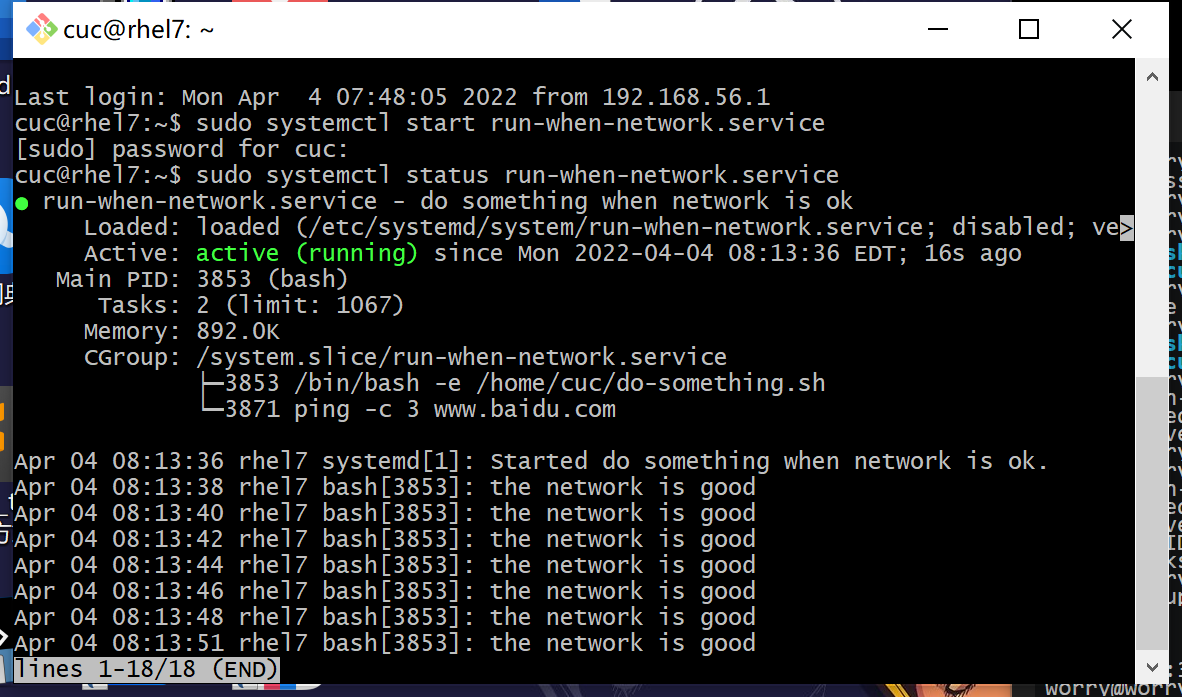 cuc@rhel7: ~
Last login: Mon Apr  4 07:48:05 2022 from 192.168.56.1
cuc@rhel7:~$ sudo systemctl start run-when-network.service
[sudo] password for cuc:
cuc@rhel7:~$ sudo systemctl status run-when-network.service
● run-when-network.service - do something when network is ok
     Loaded: loaded (/etc/systemd/system/run-when-network.service; disabled; ve>
     Active: active (running) since Mon 2022-04-04 08:13:36 EDT; 16s ago
   Main PID: 3853 (bash)
      Tasks: 2 (limit: 1067)
     Memory: 892.0K
     CGroup: /system.slice/run-when-network.service
             ├─3853 /bin/bash -e /home/cuc/do-something.sh
             └─3871 ping -c 3 www.baidu.com
Apr 04 08:13:36 rhel7 systemd[1]: Started do something when network is ok.
Apr 04 08:13:38 rhel7 bash[3853]: the network is good
Apr 04 08:13:40 rhel7 bash[3853]: the network is good
Apr 04 08:13:42 rhel7 bash[3853]: the network is good
Apr 04 08:13:44 rhel7 bash[3853]: the network is good
Apr 04 08:13:46 rhel7 bash[3853]: the network is good
Apr 04 08:13:48 rhel7 bash[3853]: the network is good
Apr 04 08:13:51 rhel7 bash[3853]: the network is good
lines 1-18/18 (END)